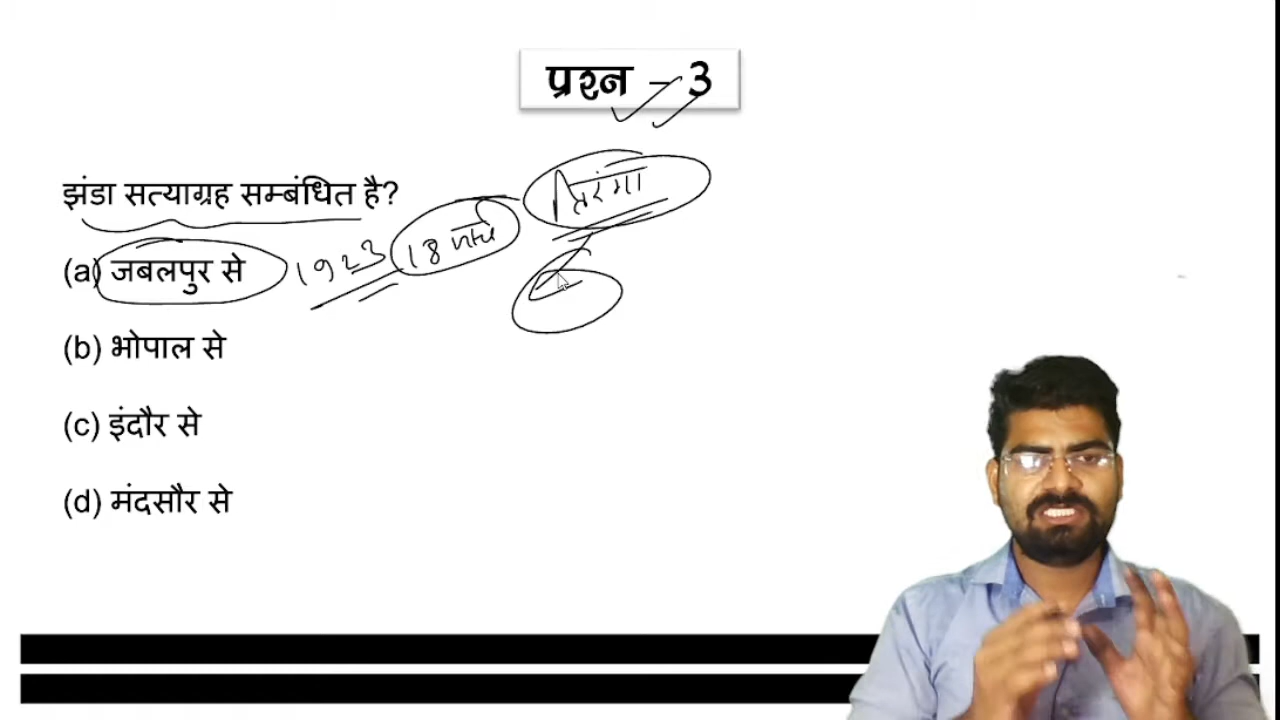 प्रश्न - 3
झंडा सत्याग्रह सम्बंधित है?
तिरंगा
(a) जबलपुर से 1923 18 मार्च
(b) भोपाल से
(c) इंदौर से
(d) मंदसौर से